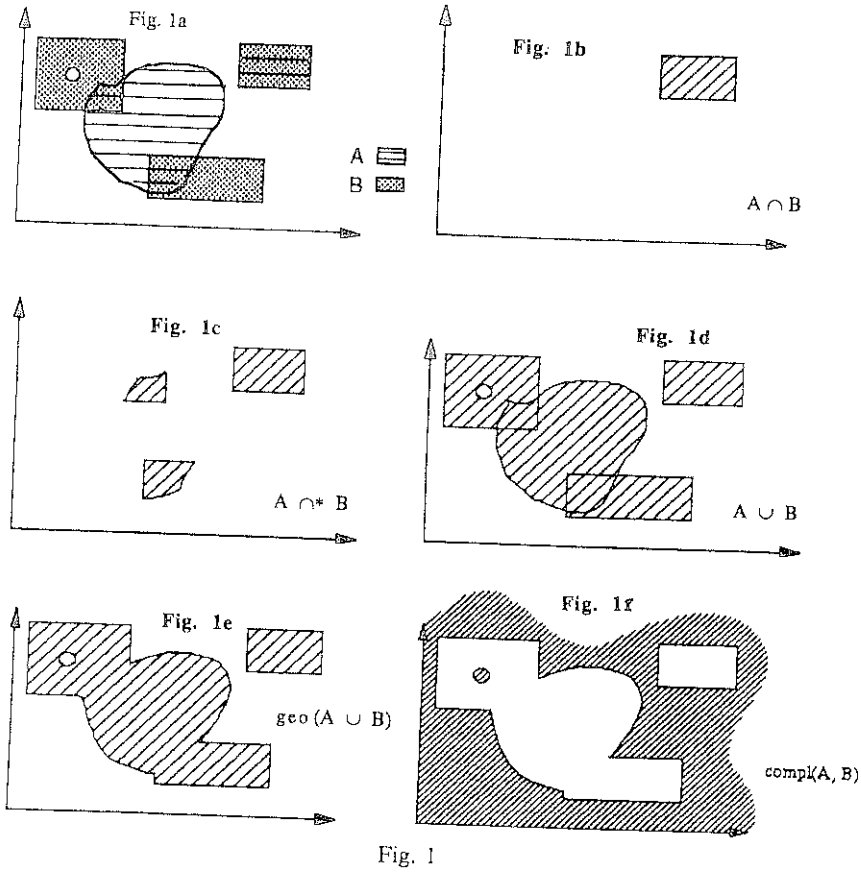 Fig. 1a
A
B
Fig. 1b
A ∩ B
Fig. 1c
A ∩* B
Fig. 1d
A ∪ B
Fig. 1e
geo (A ∪ B)
Fig. 1f
compl(A, B)
Fig. 1